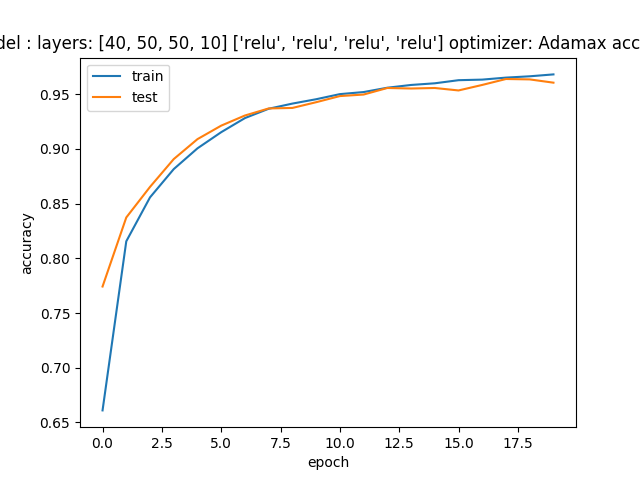 del : layers: [40, 50, 50, 10] ['relu', 'relu', 'relu', 'relu'] optimizer: Adamax acc
train
test
0.95
0.90
0.85
0.80
0.75
0.70
0.65
accuracy
0.0 2.5 5.0 7.5 10.0 12.5 15.0 17.5
epoch